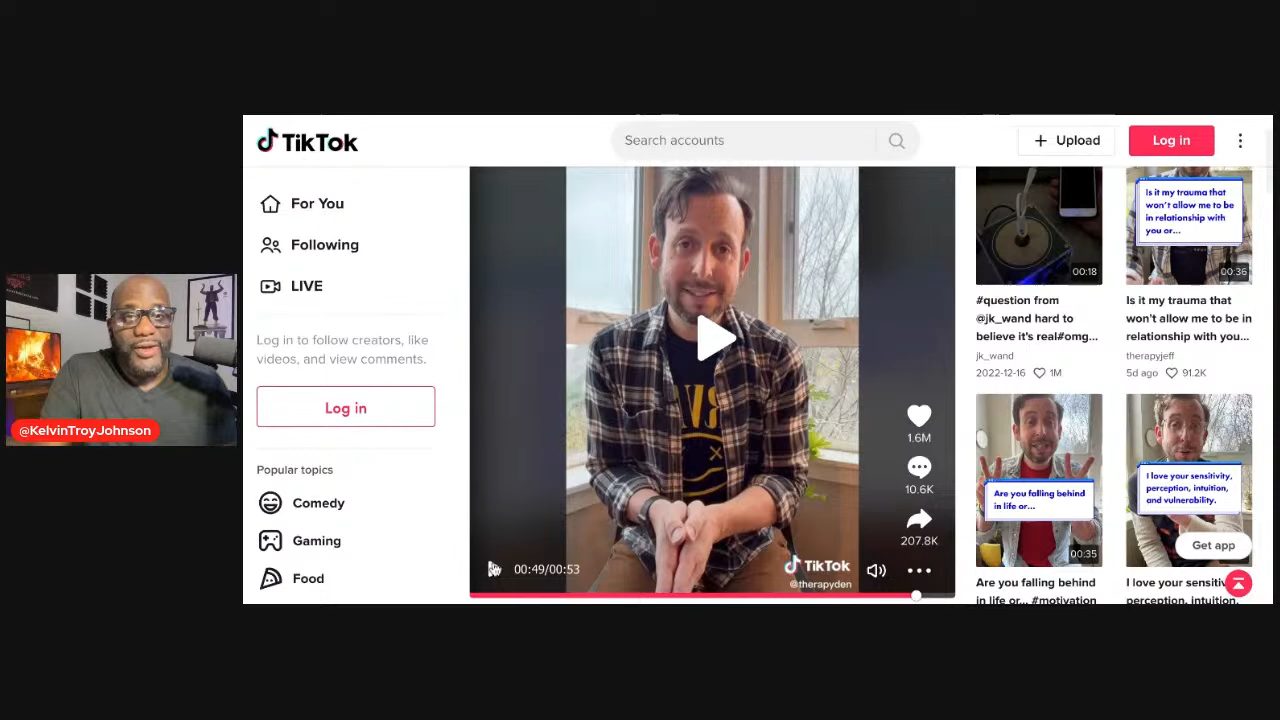 TikTok
Search accounts
Upload
Log in
For You
Following
LIVE
Log in to follow creators, like
videos, and view comments.
Log in
Popular topics
Comedy
Gaming
Food
@KelvinTroyJohnson
1.6M
10.6K
207.8K
00:49/00:53
TikTok
@therapyden
00:18
#question from
@jk_wand hard to
believe it's real#omg...
jk_wand
2022-12-16 1M
Is it my trauma that
won't allow me to be
in relationship with
you or...
00:36
Is it my trauma that
won't allow me to be in
relationship with you...
therapyjeff
5d ago 91.2K
Are you falling behind
in life or...
00:35
Are you falling behind
in life or... #motivation
I love your sensitivity,
perception, intuition,
and vulnerability.
Get app
I love your sensitiv
perception, intuition,